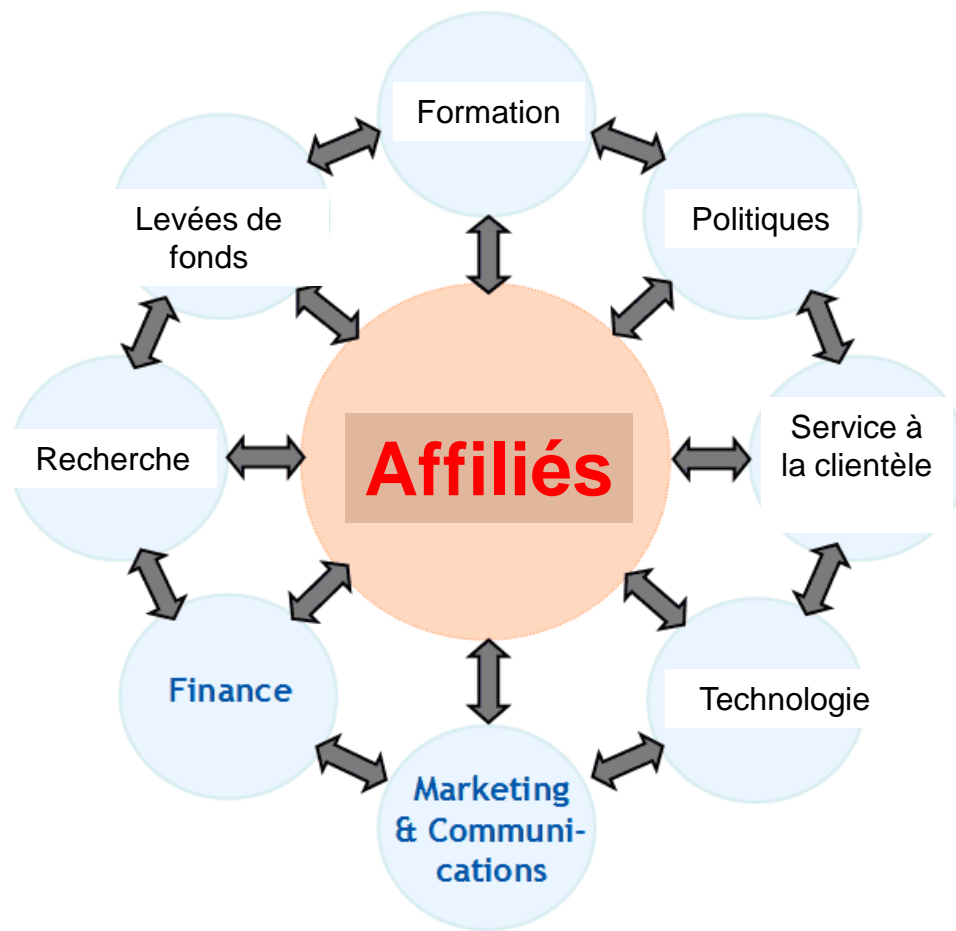 Formation
Levées de
fonds
Politiques
Recherche
Affiliés
Service à
la clientèle
Finance
Technologie
Marketing
& Communi-
cations